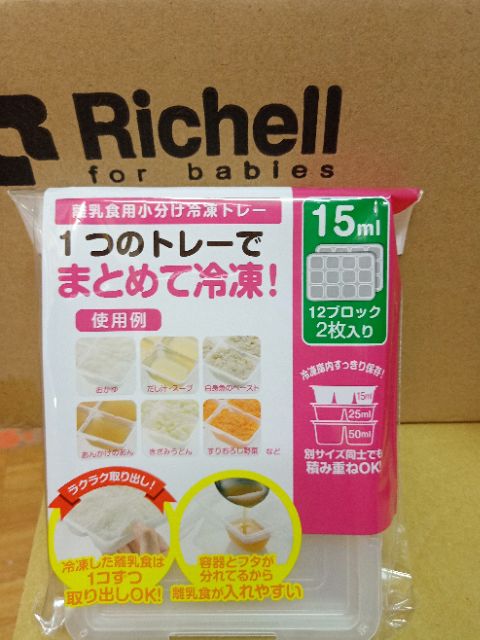 Richell
for babies
離乳食用小分け冷凍トレー
1つのトレーで
まとめて冷凍!
使用例
おかゆ
だし汁・スープ
白身魚のペースト
あんかけのあん
きざみうどん
すりおろし野菜 など
15ml
12ブロック
2枚入り
冷凍庫内すっきり保存!
15ml
25ml
50ml
別サイズ同士でも
積み重ねOK!
ラクラク取り出し!
冷凍した離乳食は
1コずつ
取り出しOK!
容器とフタが
分れてるから
離乳食が入れやすい